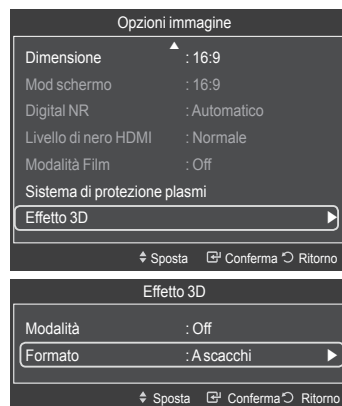 Opzioni immagine
Dimensione : 16:9
Mod schermo : 16:9
Digital NR : Automatico
Livello di nero HDMI : Normale
Modalità Film : Off
Sistema di protezione plasmi
Effetto 3D
Sposta Conferma Ritorno
Effetto 3D
Modalità : Off
Formato : A scacchi
Sposta Conferma Ritorno